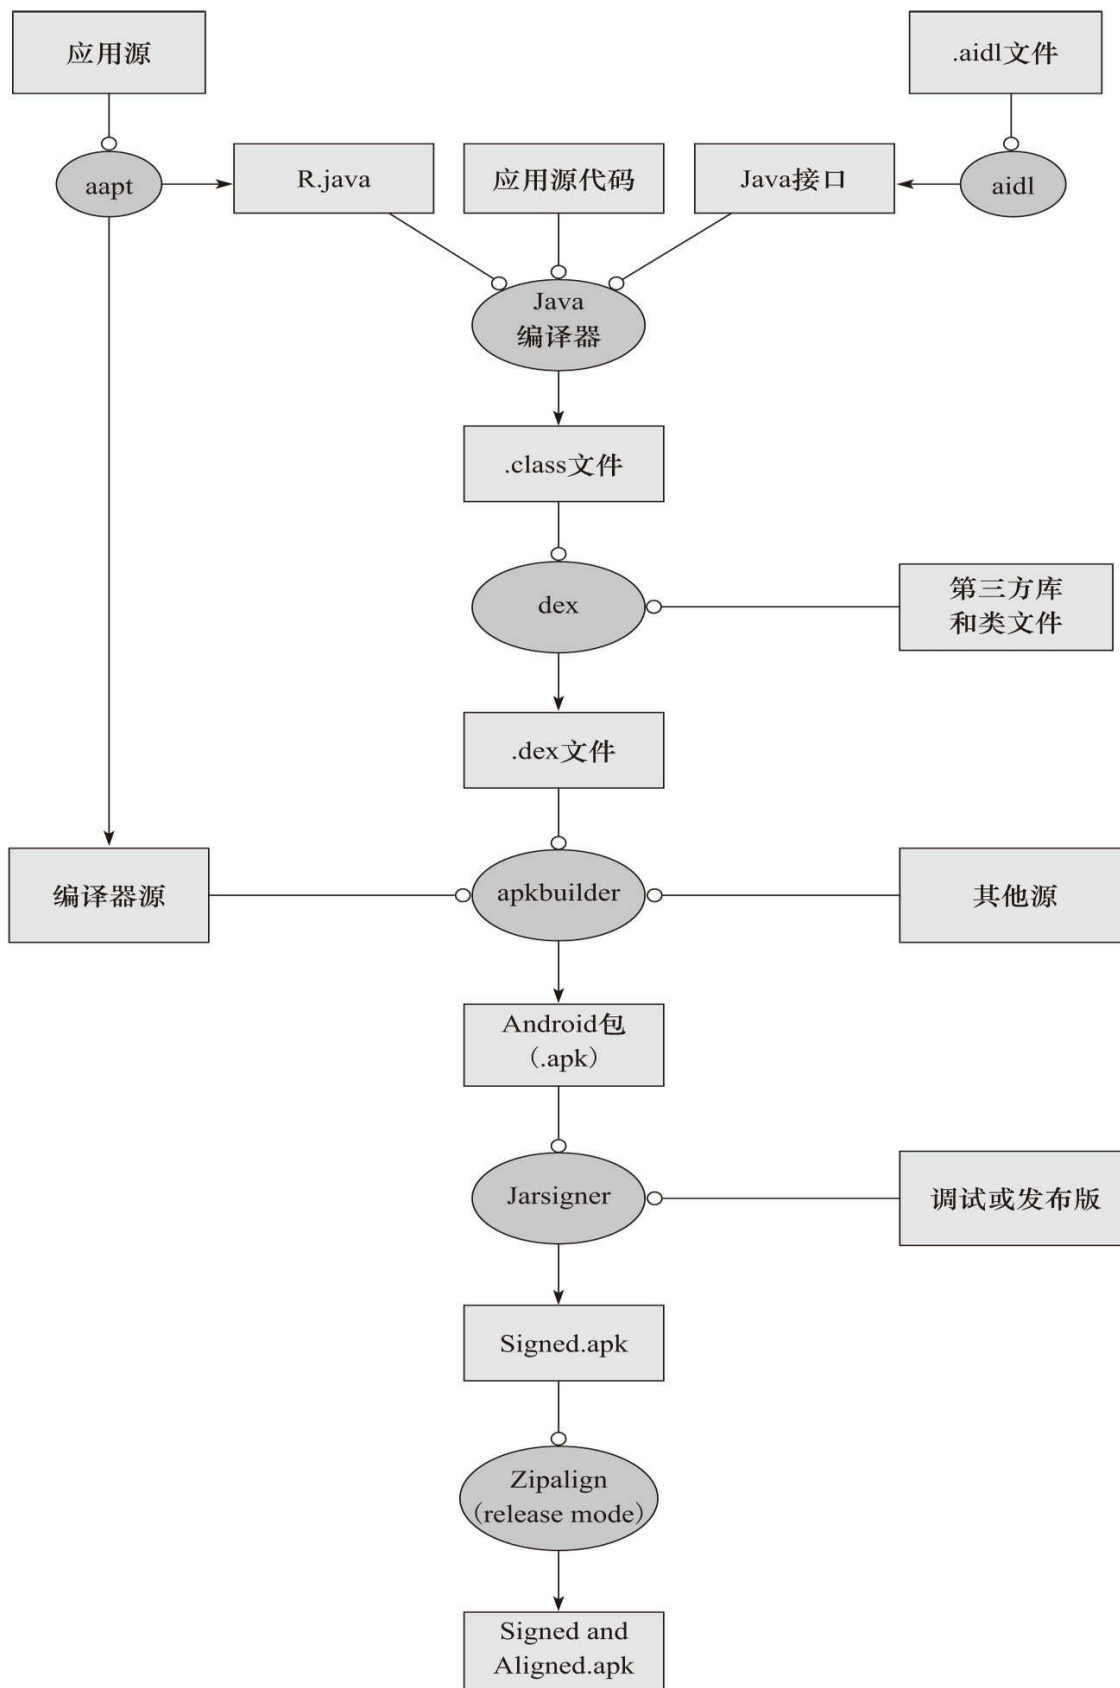 应用源
.aidl文件
aapt
R.java
应用源代码
Java接口
aidl
Java
编译器
.class文件
dex
第三方库
和类文件
.dex文件
编译器源
apkbuilder
其他源
Android包
（.apk）
Jarsigner
调试或发布版
Signed.apk
Zipalign
（release mode）
Signed and
Aligned.apk